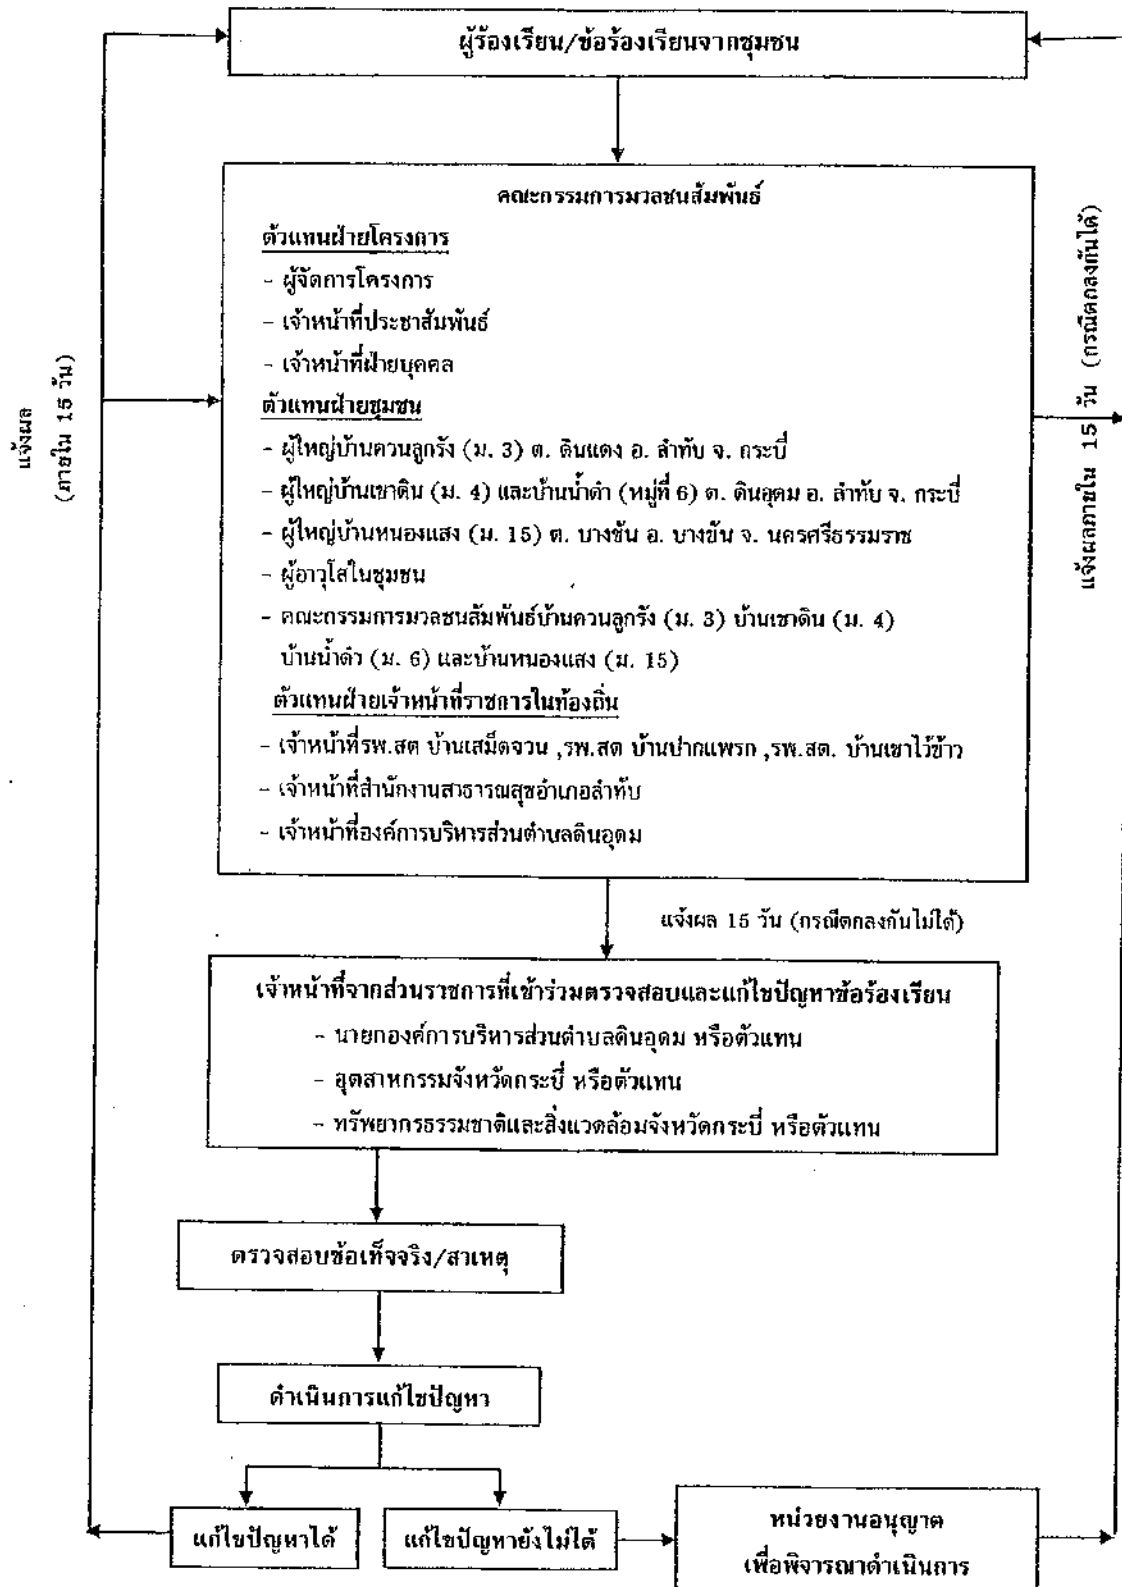 ผู้ร้องเรียน/ข้อร้องเรียนจากชุมชน
คณะกรรมการมวลชนสัมพันธ์
ตัวแทนฝ่ายโครงการ
- ผู้จัดการโครงการ
- เจ้าหน้าที่ประชาสัมพันธ์
- เจ้าหน้าที่ฝ่ายบุคคล
ตัวแทนฝ่ายชุมชน
- ผู้ใหญ่บ้านควนลูกรัง (ม. 3) ต. ดินแดง อ. ลำทับ จ. กระบี่
- ผู้ใหญ่บ้านเขาดิน (ม. 4) และบ้านน้ำดำ (หมู่ที่ 6) ต. ดินอุดม อ. ลำทับ จ. กระบี่
- ผู้ใหญ่บ้านหนองแสง (ม. 15) ต. บางขัน อ. บางขัน จ. นครศรีธรรมราช
- ผู้อาวุโสในชุมชน
- คณะกรรมการมวลชนสัมพันธ์บ้านควนลูกรัง (ม. 3) บ้านเขาดิน (ม. 4)
บ้านน้ำดำ (ม. 6) และบ้านหนองแสง (ม. 15)
ตัวแทนฝ่ายเจ้าหน้าที่ราชการในท้องถิ่น
- เจ้าหน้าที่รพ.สต บ้านเสม็ดจวน ,รพ.สต บ้านปากแพรก ,รพ.สต. บ้านเขาไว้ข้าว
- เจ้าหน้าที่สำนักงานสาธารณสุขอำเภอลำทับ
- เจ้าหน้าที่องค์การบริหารส่วนตำบลดินอุดม
แจ้งผล
(ภายใน 15 วัน)
แจ้งผลภายใน 15 วัน (กรณีตกลงกันได้)
แจ้งผล 15 วัน (กรณีตกลงกันไม่ได้)
เจ้าหน้าที่จากส่วนราชการที่เข้าร่วมตรวจสอบและแก้ไขปัญหาข้อร้องเรียน
- นายกองค์การบริหารส่วนตำบลดินอุดม หรือตัวแทน
- อุตสาหกรรมจังหวัดกระบี่ หรือตัวแทน
- ทรัพยากรธรรมชาติและสิ่งแวดล้อมจังหวัดกระบี่ หรือตัวแทน
ตรวจสอบข้อเท็จจริง/สาเหตุ
ดำเนินการแก้ไขปัญหา
แก้ไขปัญหาได้
แก้ไขปัญหายังไม่ได้
หน่วยงานอนุญาต
เพื่อพิจารณาดำเนินการ